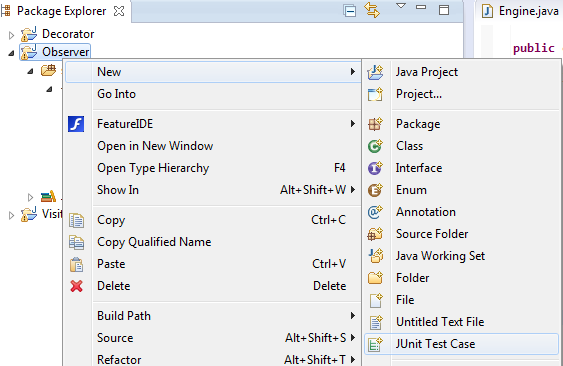 Package Explorer
Engine.java
Decorator
public
Observer
New
Java Project
Go Into
Project...
FeatureIDE
Package
Open in New Window
Class
Open Type Hierarchy F4
Interface
Show In Alt+Shift+W
Enum
Annotation
Copy Ctrl+C
Source Folder
Copy Qualified Name
Java Working Set
Paste Ctrl+V
Folder
Delete Delete
File
Build Path
Untitled Text File
Source Alt+Shift+S
JUnit Test Case
Refactor Alt+Shift+T